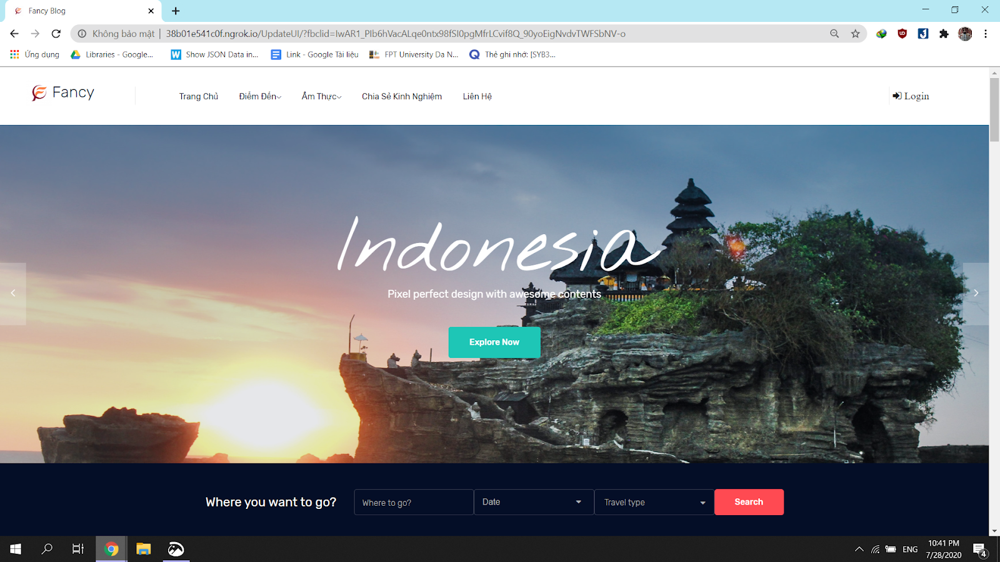 Fancy Blog
Không bảo mật | 38b01e541c0f.ngrok.io/UpdateUI/?fbclid=IwAR1_PIb6hVacALqe0ntx98fSI0pgMfrLCvif8Q_90yoEigNvdvTWFSbNV-o
Ứng dụng Libraries - Google... Show JSON Data in... Link - Google Tài liệu FPT University Da N... Thẻ ghi nhớ: [SYB3...
Fancy Trang Chủ Điểm Đến Ẩm Thực Chia Sẻ Kinh Nghiệm Liên Hệ Login
Indonesia
Pixel perfect design with awesome contents
Explore Now
Where you want to go? Where to go? Date Travel type Search
ENG 10:41 PM
7/28/2020 4